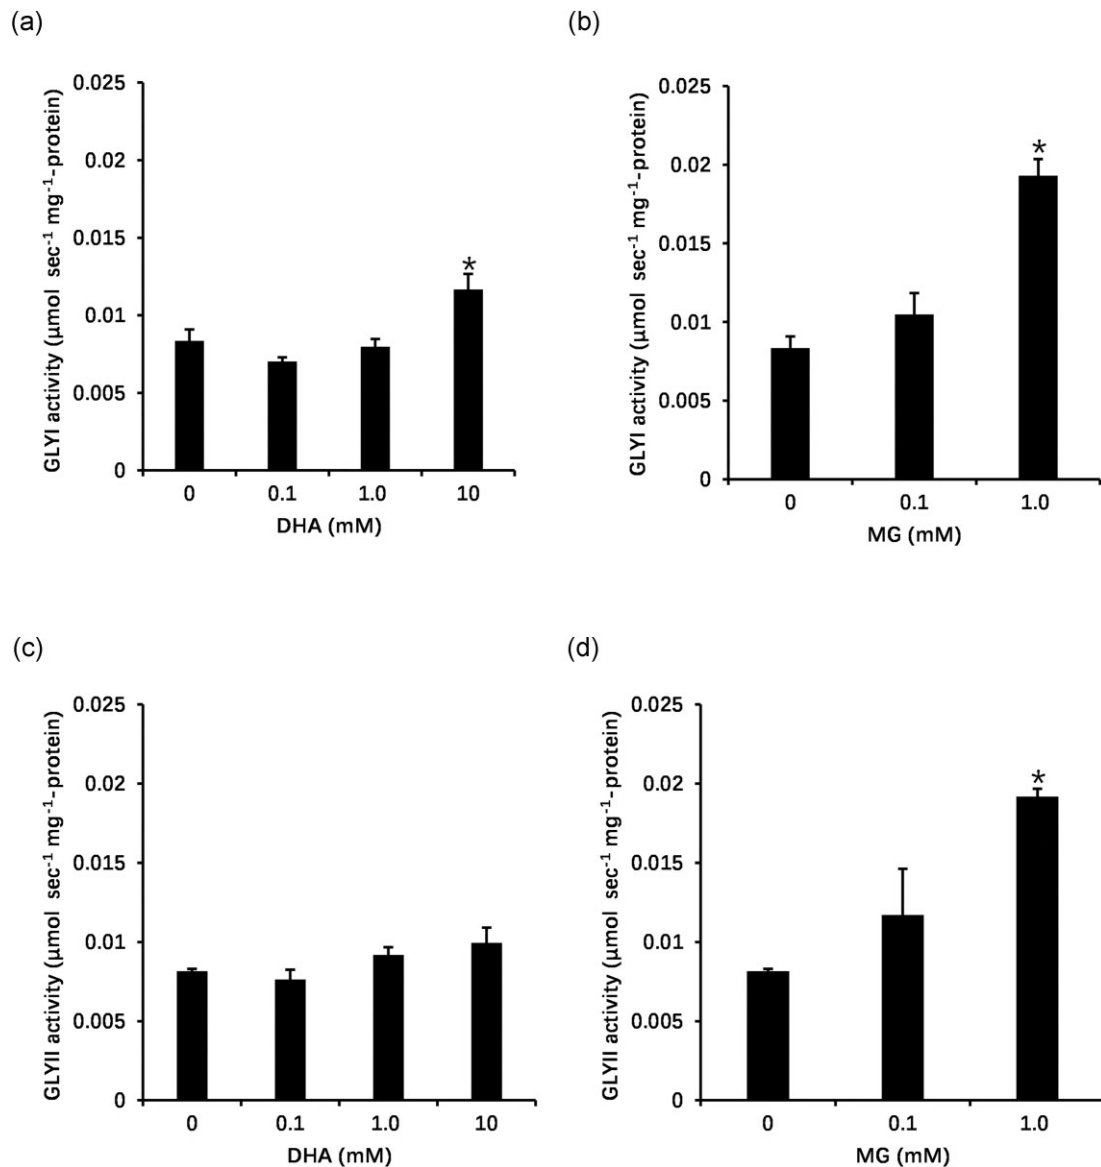 (a)
GLYI activity (μmol sec⁻¹ mg⁻¹-protein)
0.025
0.02
0.015
0.01
0.005
0
*
0 0.1 1.0 10
DHA (mM)
(b)
GLYI activity (μmol sec⁻¹ mg⁻¹-protein)
0.025
0.02
0.015
0.01
0.005
0
*
0 0.1 1.0
MG (mM)
(c)
GLYII activity (μmol sec⁻¹ mg⁻¹-protein)
0.025
0.02
0.015
0.01
0.005
0
0 0.1 1.0 10
DHA (mM)
(d)
GLYII activity (μmol sec⁻¹ mg⁻¹-protein)
0.025
0.02
0.015
0.01
0.005
0
*
0 0.1 1.0
MG (mM)